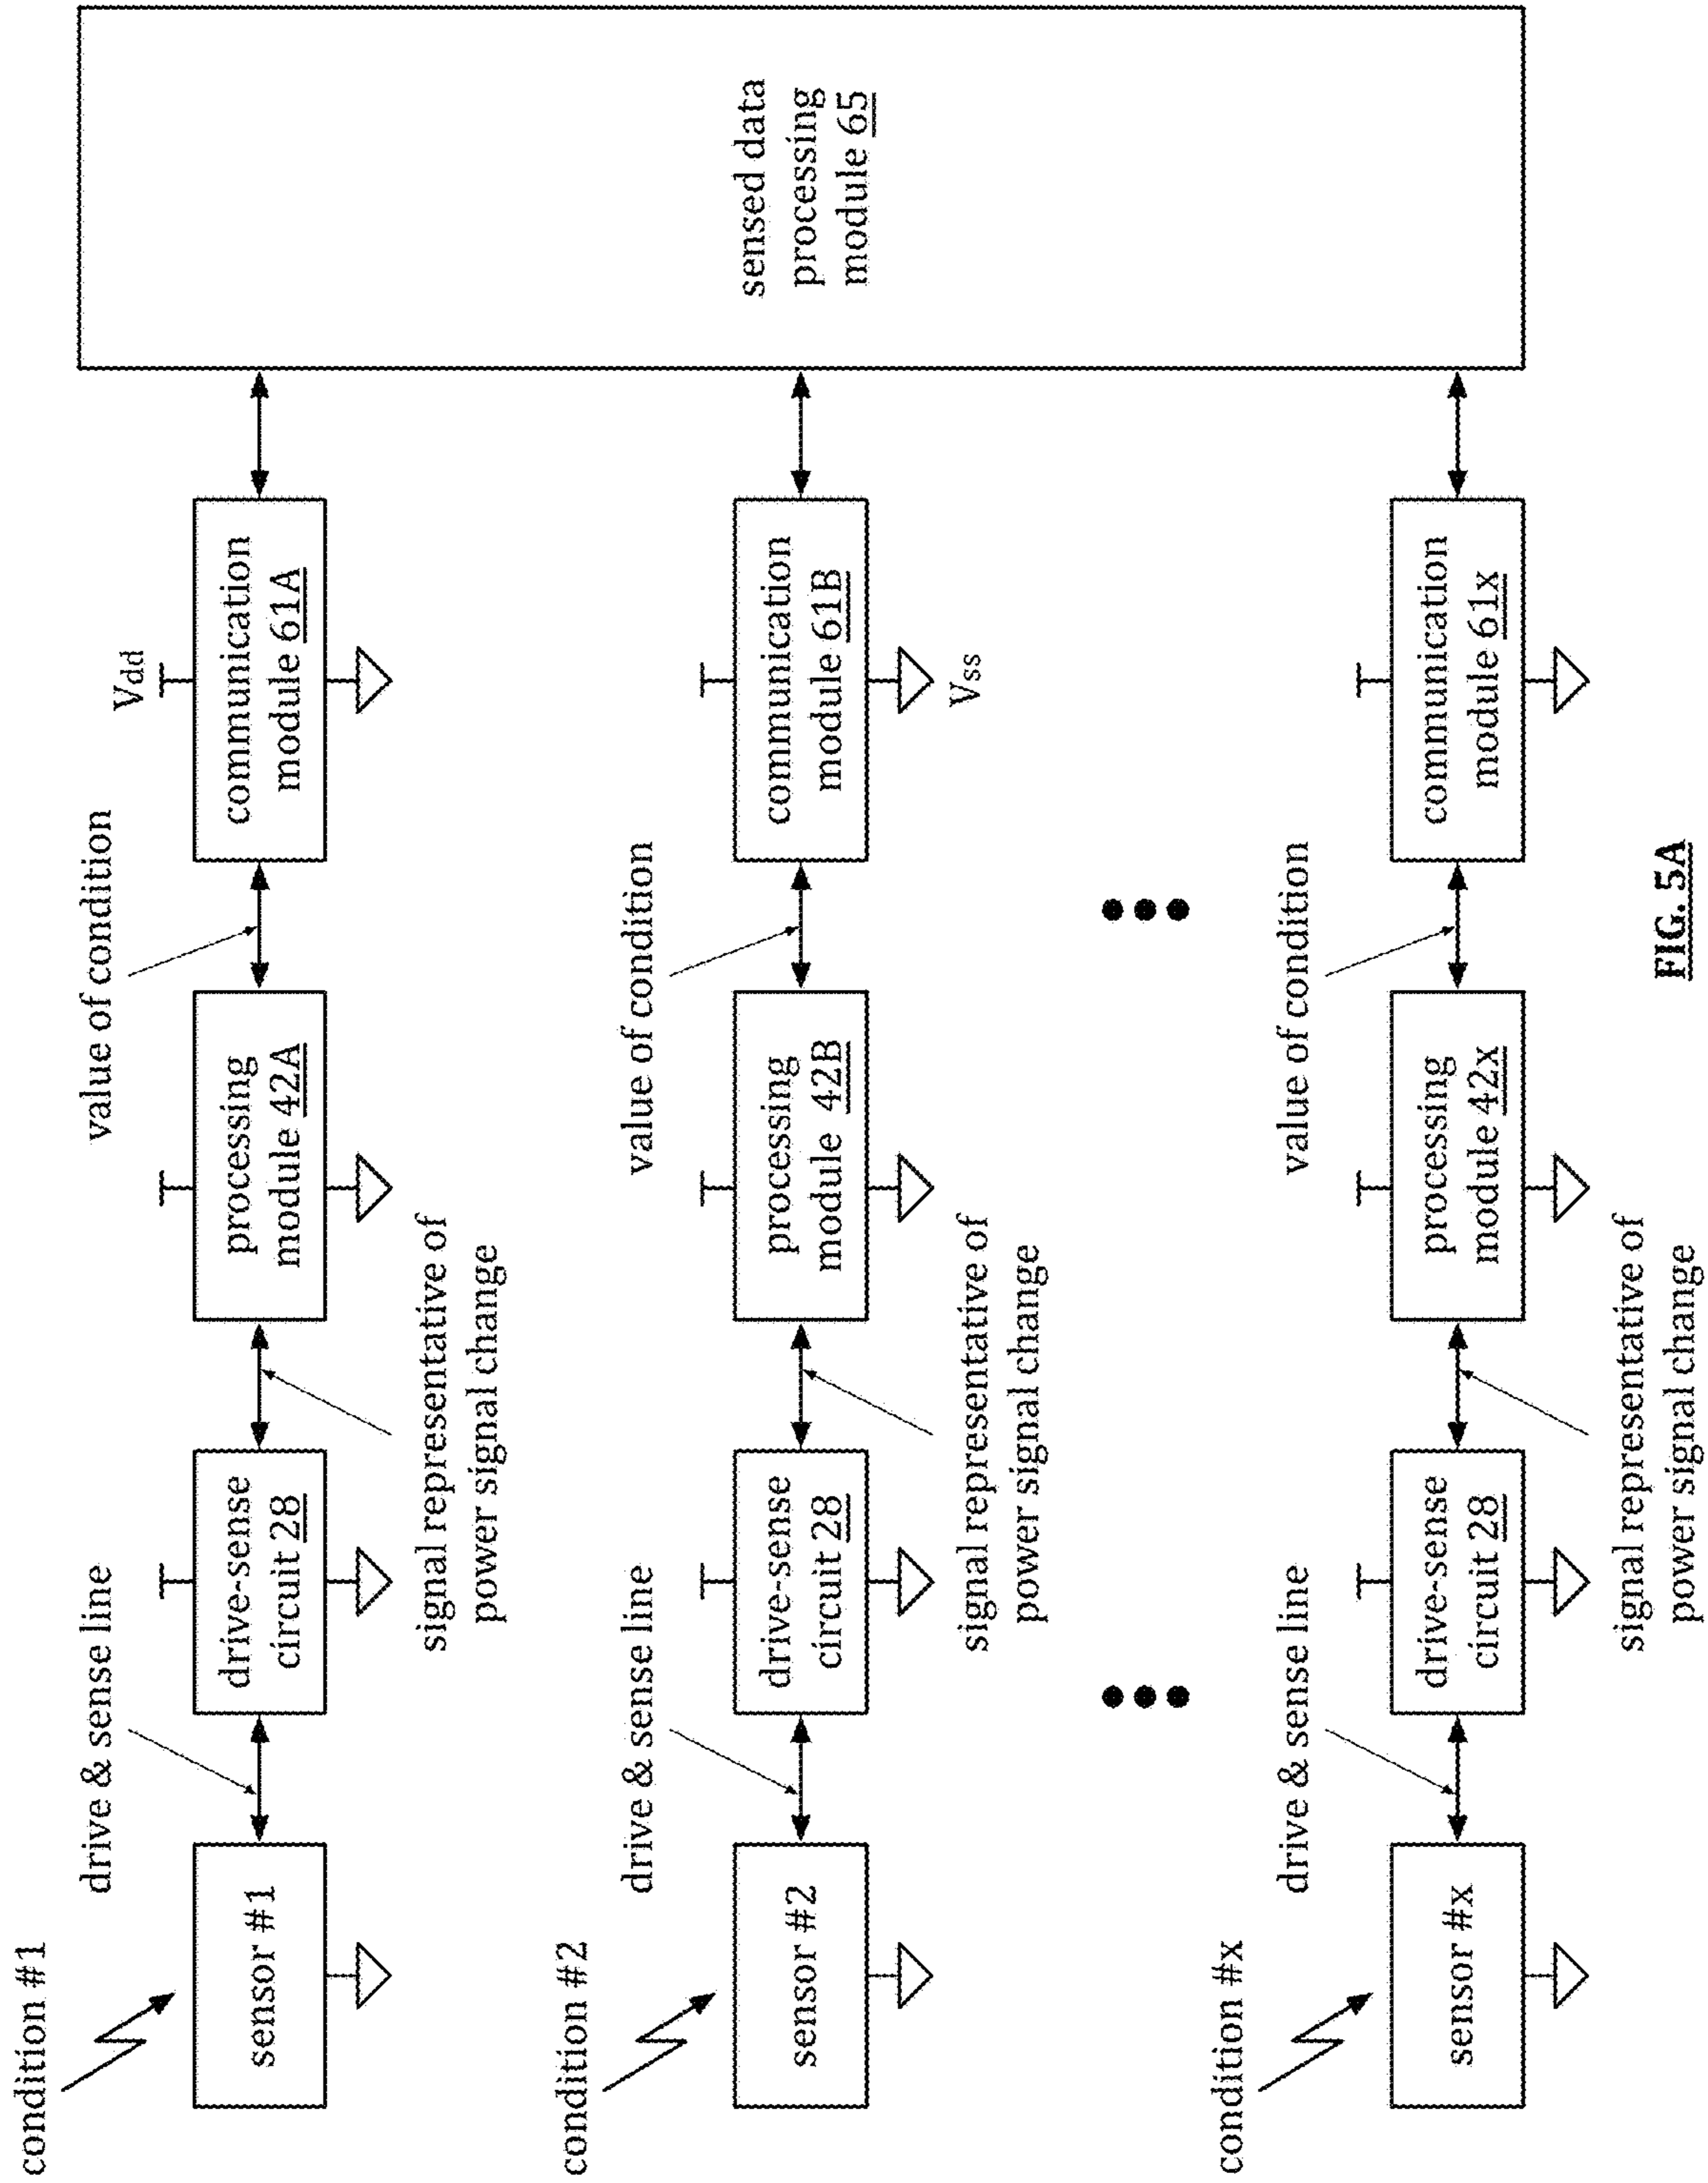 condition #1
drive & sense line
value of condition
Vdd
sensor #1
drive-sense
circuit 28
processing
module 42A
communication
module 61A
signal representative of
power signal change
condition #2
drive & sense line
value of condition
sensor #2
drive-sense
circuit 28
processing
module 42B
communication
module 61B
Vss
signal representative of
power signal change
sensed data
processing
module 65
condition #x
drive & sense line
value of condition
sensor #x
drive-sense
circuit 28
processing
module 42x
communication
module 61x
signal representative of
power signal change
FIG. 5A